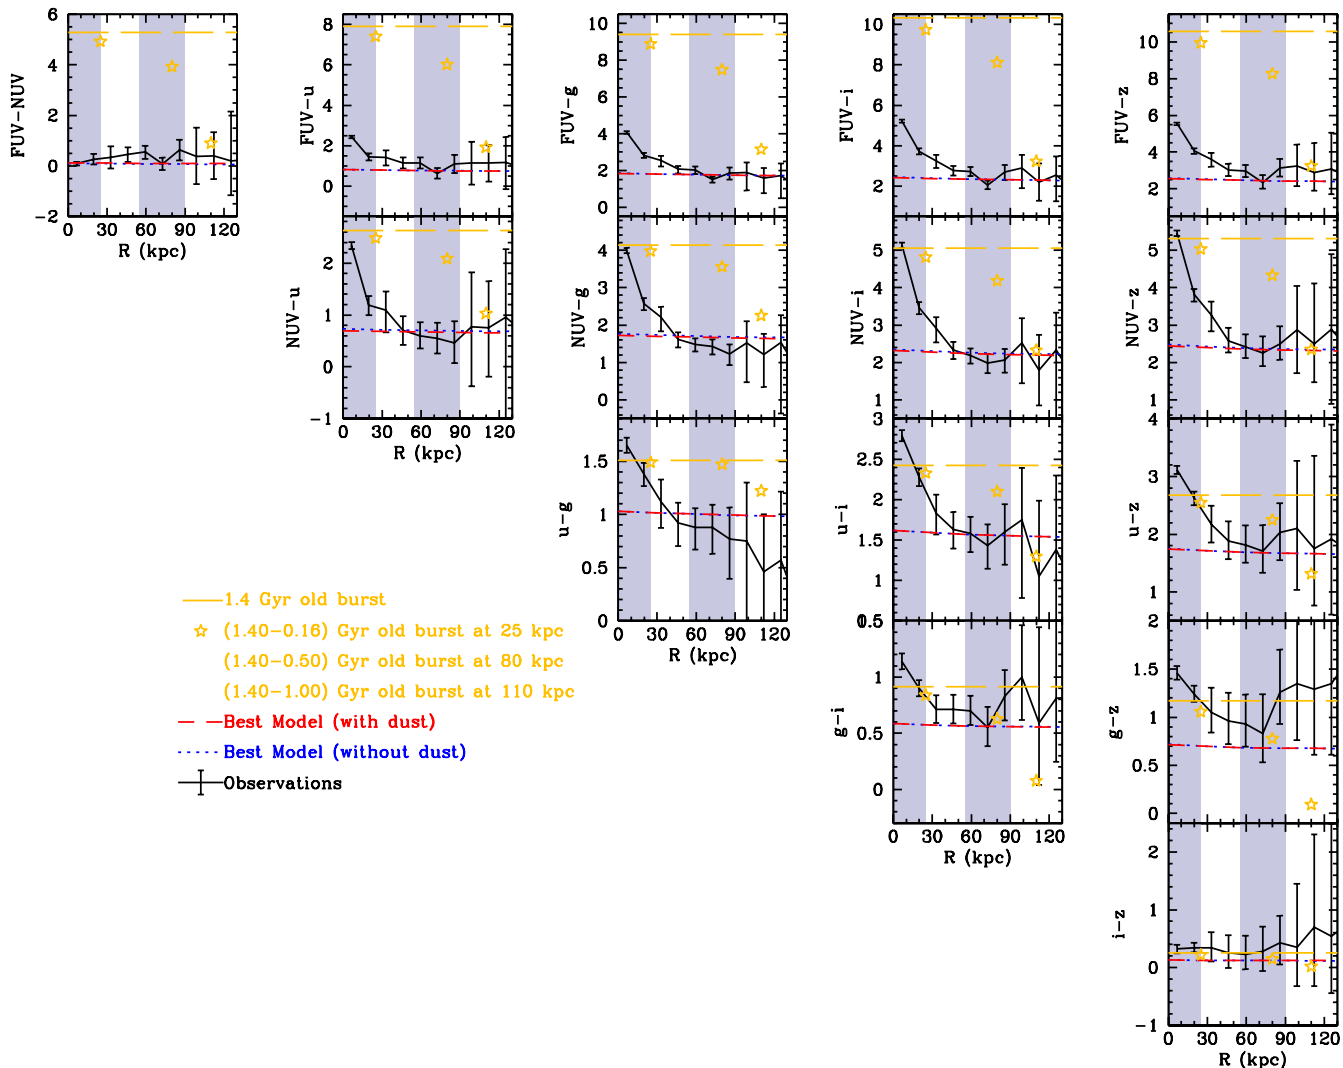 6
4
2
0
−2
FUV−NUV
0 30 60 90 120
R (kpc)
8
6
4
2
0
FUV−u
10
8
6
4
2
0
FUV−g
10
8
6
4
2
FUV−i
10
8
6
4
2
FUV−z
2
1
0
−1
NUV−u
0 30 60 90 120
R (kpc)
4
3
2
1
0
NUV−g
5
4
3
2
1
NUV−i
5
4
3
2
1
NUV−z
1.5
1
0.5
0
u−g
0 30 60 90 120
R (kpc)
3
2.5
2
1.5
1
0.5
u−i
4
3
2
1
u−z
1.5
1
0.5
0
g−i
0 30 60 90 120
R (kpc)
2
1.5
1
0.5
0
g−z
2
1
0
−1
i−z
0 30 60 90 120
R (kpc)
1.4 Gyr old burst
(1.40−0.16) Gyr old burst at 25 kpc
(1.40−0.50) Gyr old burst at 80 kpc
(1.40−1.00) Gyr old burst at 110 kpc
Best Model (with dust)
Best Model (without dust)
Observations